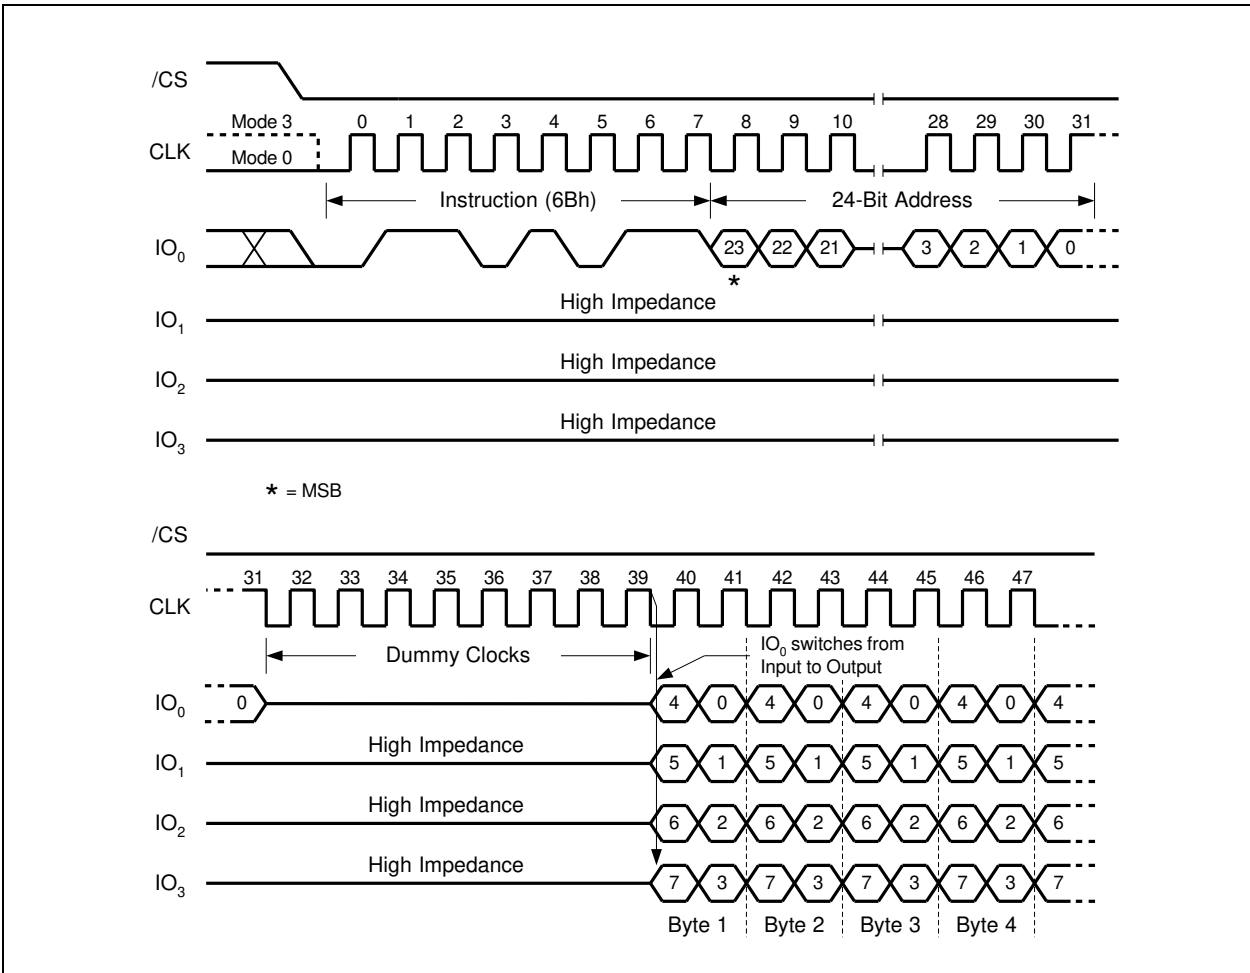 /CS
Mode 3 0 1 2 3 4 5 6 7 8 9 10 28 29 30 31
CLK
Mode 0
Instruction (6Bh) 24-Bit Address
IO0 23 22 21 3 2 1 0
*
High Impedance
IO1
High Impedance
IO2
High Impedance
IO3
* = MSB
/CS
31 32 33 34 35 36 37 38 39 40 41 42 43 44 45 46 47
CLK
IO0 switches from
Dummy Clocks Input to Output
IO0 0 4 0 4 0 4 0 4 0 4
High Impedance
IO1 5 1 5 1 5 1 5 1 5
High Impedance
IO2 6 2 6 2 6 2 6 2 6
High Impedance
IO3 7 3 7 3 7 3 7 3 7
Byte 1 Byte 2 Byte 3 Byte 4